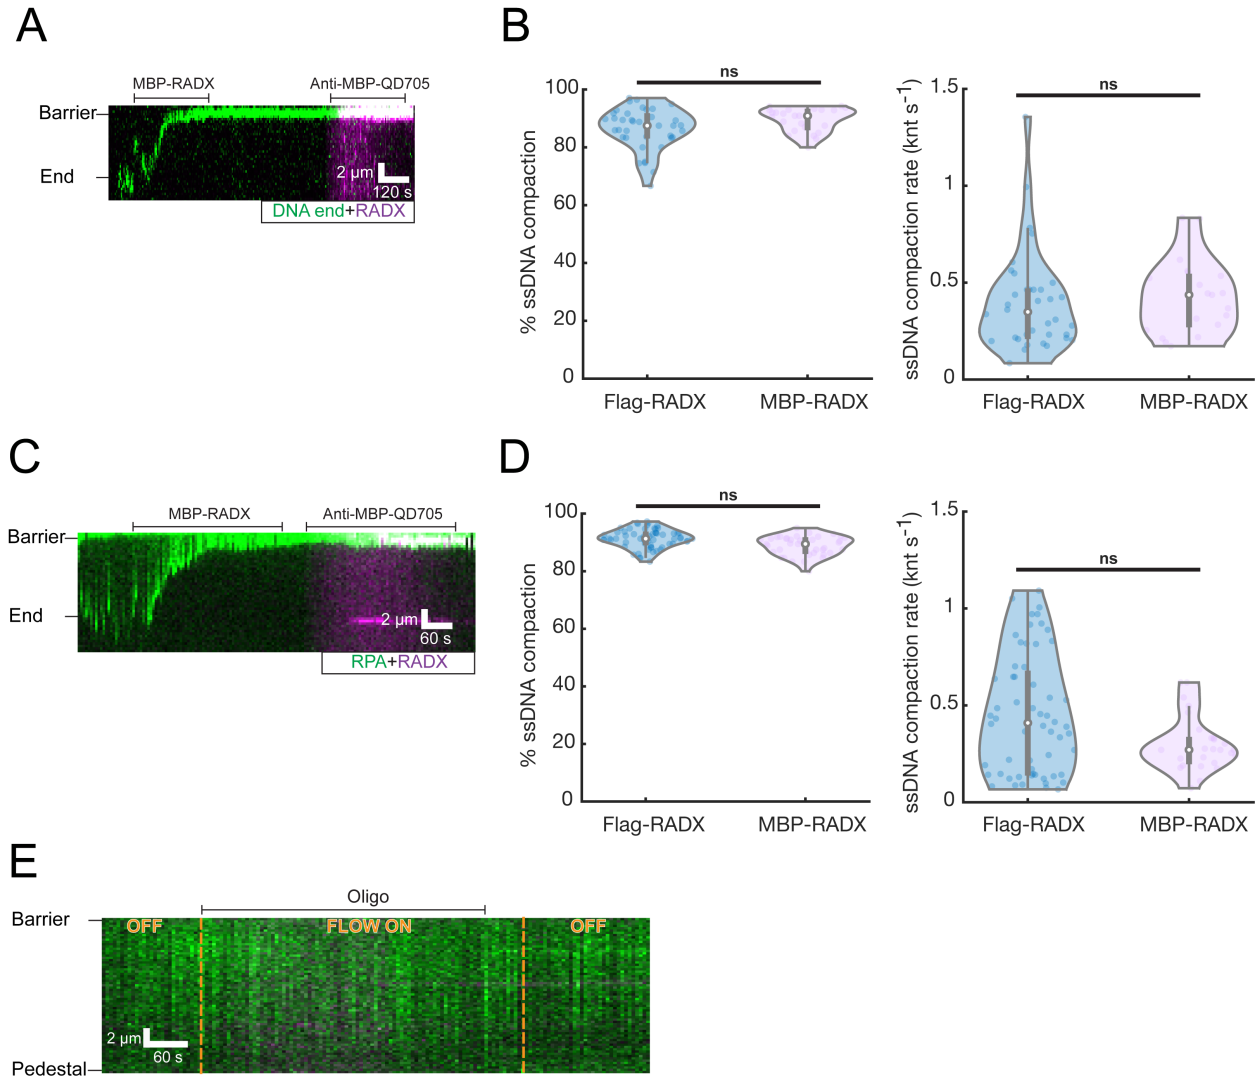 A
MBP-RADX
Anti-MBP-QD705
Barrier
End
2 µm
120 s
DNA end+RADX
B
ns
% ssDNA compaction
100
80
60
40
20
0
Flag-RADX
MBP-RADX
ns
ssDNA compaction rate (knt s⁻¹)
1.5
1
0.5
0
Flag-RADX
MBP-RADX
C
MBP-RADX
Anti-MBP-QD705
Barrier
End
2 µm
60 s
RPA+RADX
D
ns
% ssDNA compaction
100
80
60
40
20
0
Flag-RADX
MBP-RADX
ns
ssDNA compaction rate (knt s⁻¹)
1.5
1
0.5
0
Flag-RADX
MBP-RADX
E
Oligo
Barrier
OFF
FLOW ON
OFF
2 µm
60 s
Pedestal